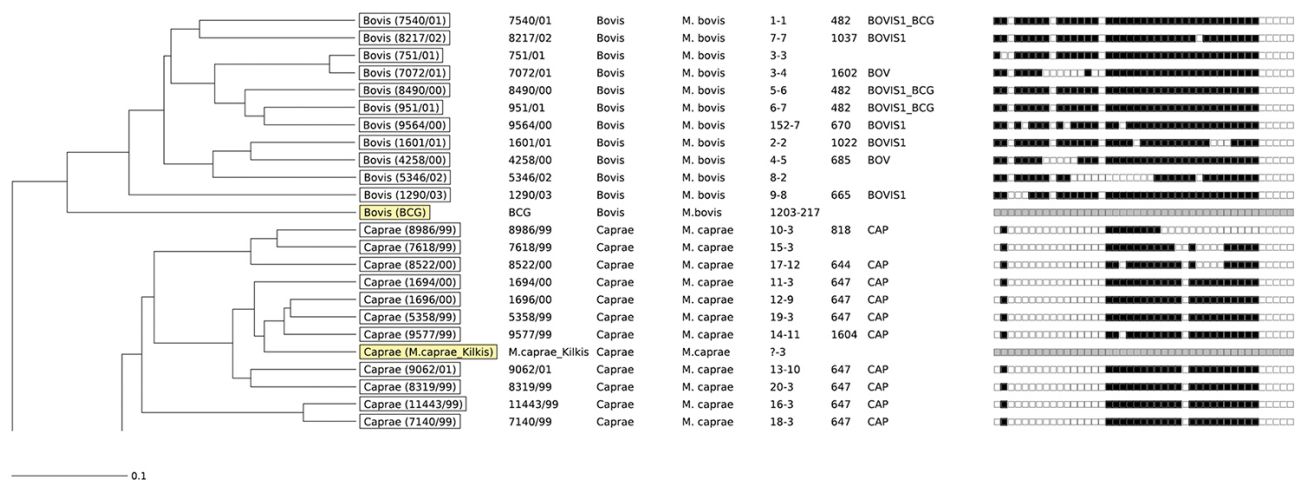 Bovis (7540/01) 7540/01 Bovis M. bovis 1-1 482 BOVIS1_BCG
Bovis (8217/02) 8217/02 Bovis M. bovis 7-7 1037 BOVIS1
Bovis (751/01) 751/01 Bovis M. bovis 3-3
Bovis (7072/01) 7072/01 Bovis M. bovis 3-4 1602 BOV
Bovis (8490/00) 8490/00 Bovis M. bovis 5-6 482 BOVIS1_BCG
Bovis (951/01) 951/01 Bovis M. bovis 6-7 482 BOVIS1_BCG
Bovis (9564/00) 9564/00 Bovis M. bovis 152-7 670 BOVIS1
Bovis (1601/01) 1601/01 Bovis M. bovis 2-2 1022 BOVIS1
Bovis (4258/00) 4258/00 Bovis M. bovis 4-5 685 BOV
Bovis (5346/02) 5346/02 Bovis M. bovis 8-2
Bovis (1290/03) 1290/03 Bovis M. bovis 9-8 665 BOVIS1
Bovis (BCG) BCG Bovis M.bovis 1203-217
Caprae (8986/99) 8986/99 Caprae M. caprae 10-3 818 CAP
Caprae (7618/99) 7618/99 Caprae M. caprae 15-3
Caprae (8522/00) 8522/00 Caprae M. caprae 17-12 644 CAP
Caprae (1694/00) 1694/00 Caprae M. caprae 11-3 647 CAP
Caprae (1696/00) 1696/00 Caprae M. caprae 12-9 647 CAP
Caprae (5358/99) 5358/99 Caprae M. caprae 19-3 647 CAP
Caprae (9577/99) 9577/99 Caprae M. caprae 14-11 1604 CAP
Caprae (M.caprae_Kilkis) M.caprae_Kilkis Caprae M.caprae ?-3
Caprae (9062/01) 9062/01 Caprae M. caprae 13-10 647 CAP
Caprae (8319/99) 8319/99 Caprae M. caprae 20-3 647 CAP
Caprae (11443/99) 11443/99 Caprae M. caprae 16-3 647 CAP
Caprae (7140/99) 7140/99 Caprae M. caprae 18-3 647 CAP
0.1